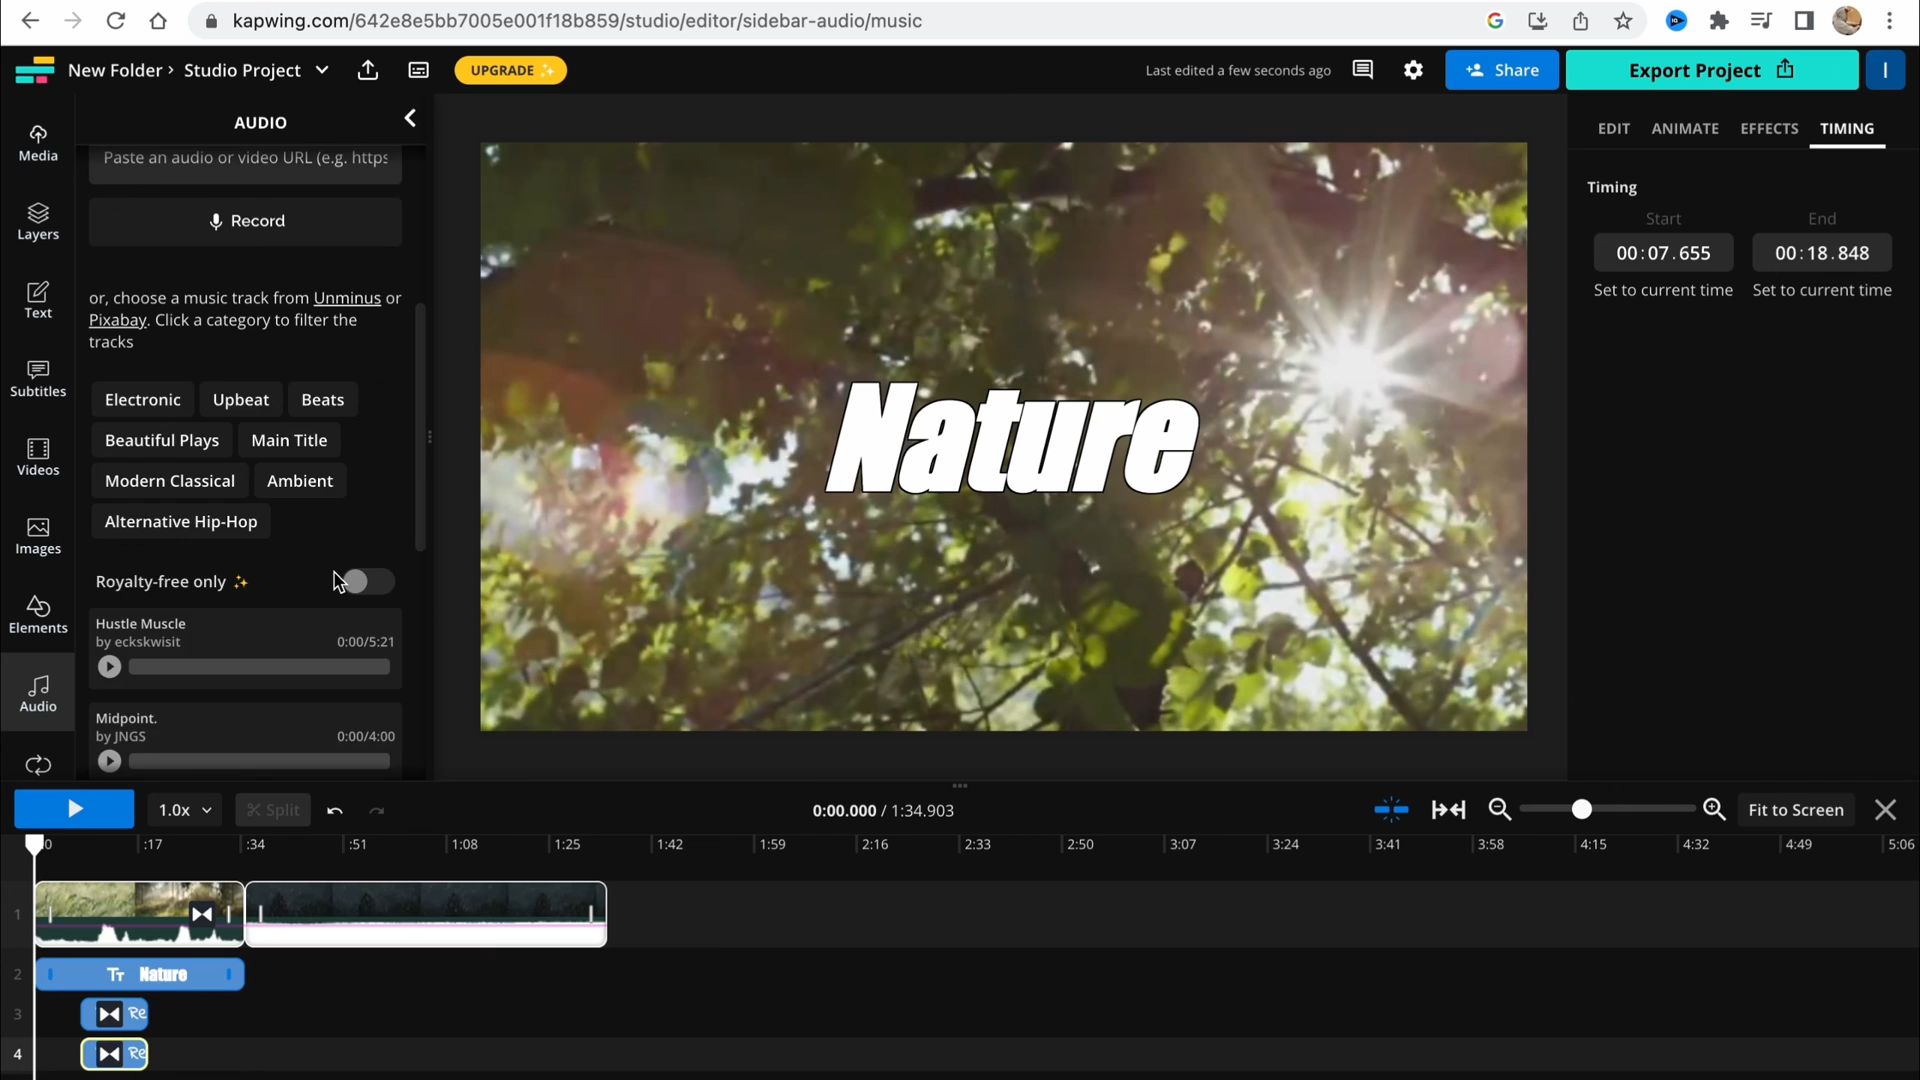 kapwing.com/642e8e5bb7005e001f18b859/studio/editor/sidebar-audio/music
New Folder› Studio Project
UPGRADE
Last edited a few seconds ago
Share
Export Project
I
Media
Layers
Text
Subtitles
Videos
Images
Elements
Audio
AUDIO
Paste an audio or video URL (e.g. https
Record
or, choose a music track from Unminus or
Pixabay. Click a category to filter the
tracks
Electronic Upbeat Beats
Beautiful Plays Main Title
Modern Classical Ambient
Alternative Hip-Hop
Royalty-free only
Hustle Muscle
by eckskwisit 0:00/5:21
Midpoint.
by JNGS 0:00/4:00
Nature
EDIT ANIMATE EFFECTS TIMING
Timing
Start End
00:07.655 00:18.848
Set to current time Set to current time
1.0x Split 0:00.000 / 1:34.903 Fit to Screen
:0 :17 :34 :51 1:08 1:25 1:42 1:59 2:16 2:33 2:50 3:07 3:24 3:41 3:58 4:15 4:32 4:49 5:06
1
2 Tт Nature
3 Re
4 Re